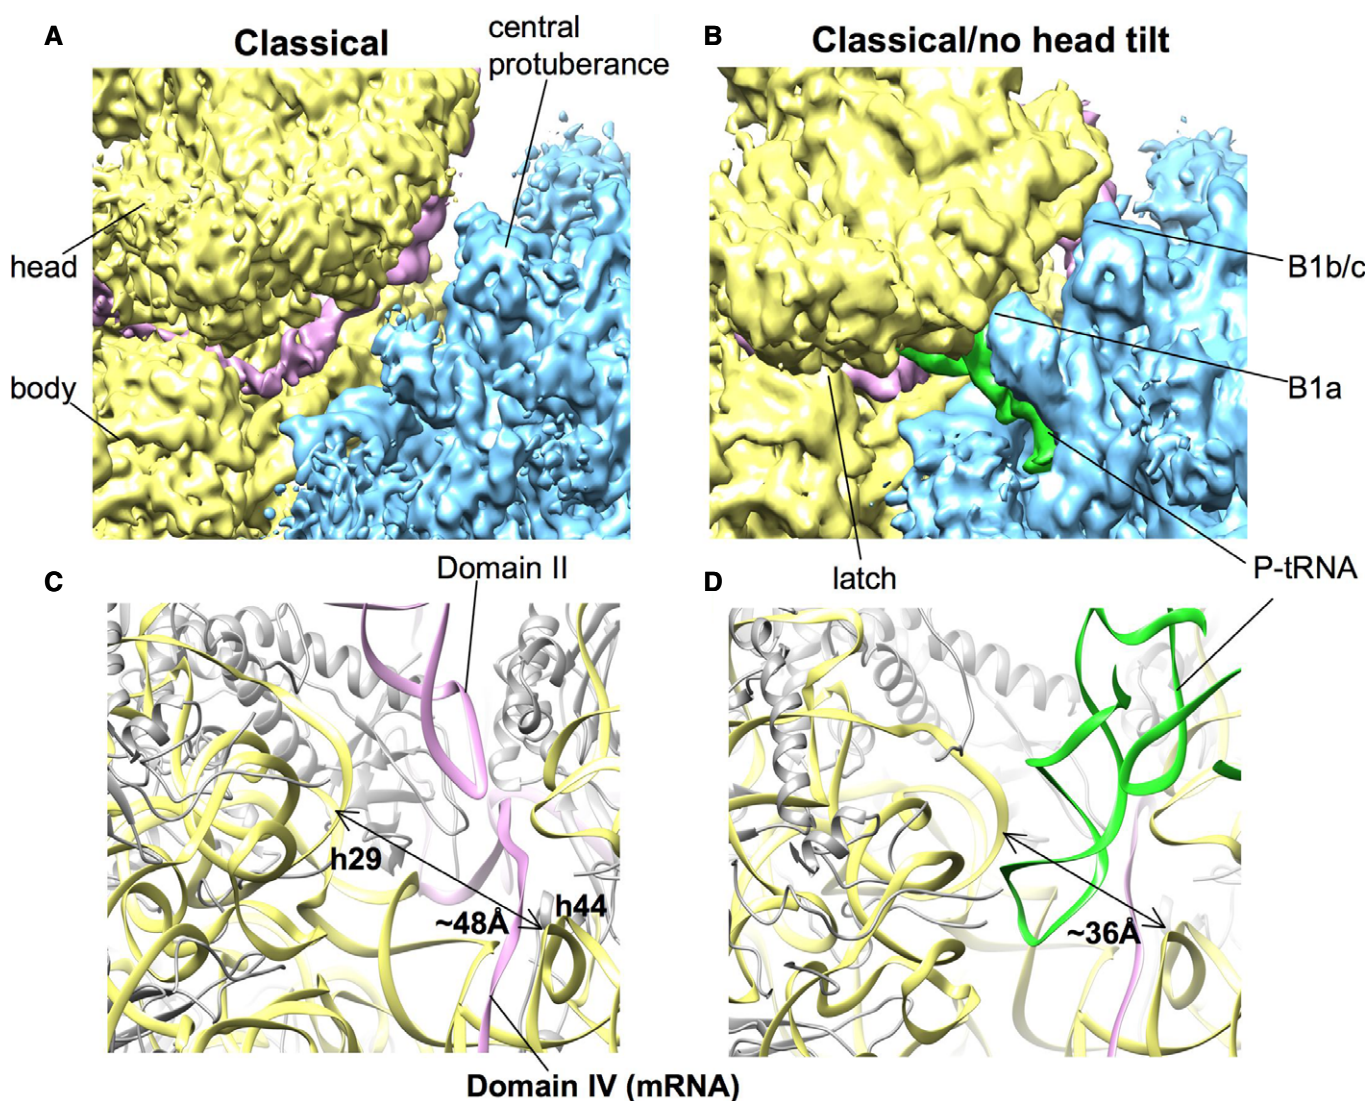 A
Classical
central
protuberance
head
body
B
Classical/no head tilt
B1b/c
B1a
latch
P-tRNA
C
Domain II
h29
~48Å
h44
Domain IV (mRNA)
D
~36Å